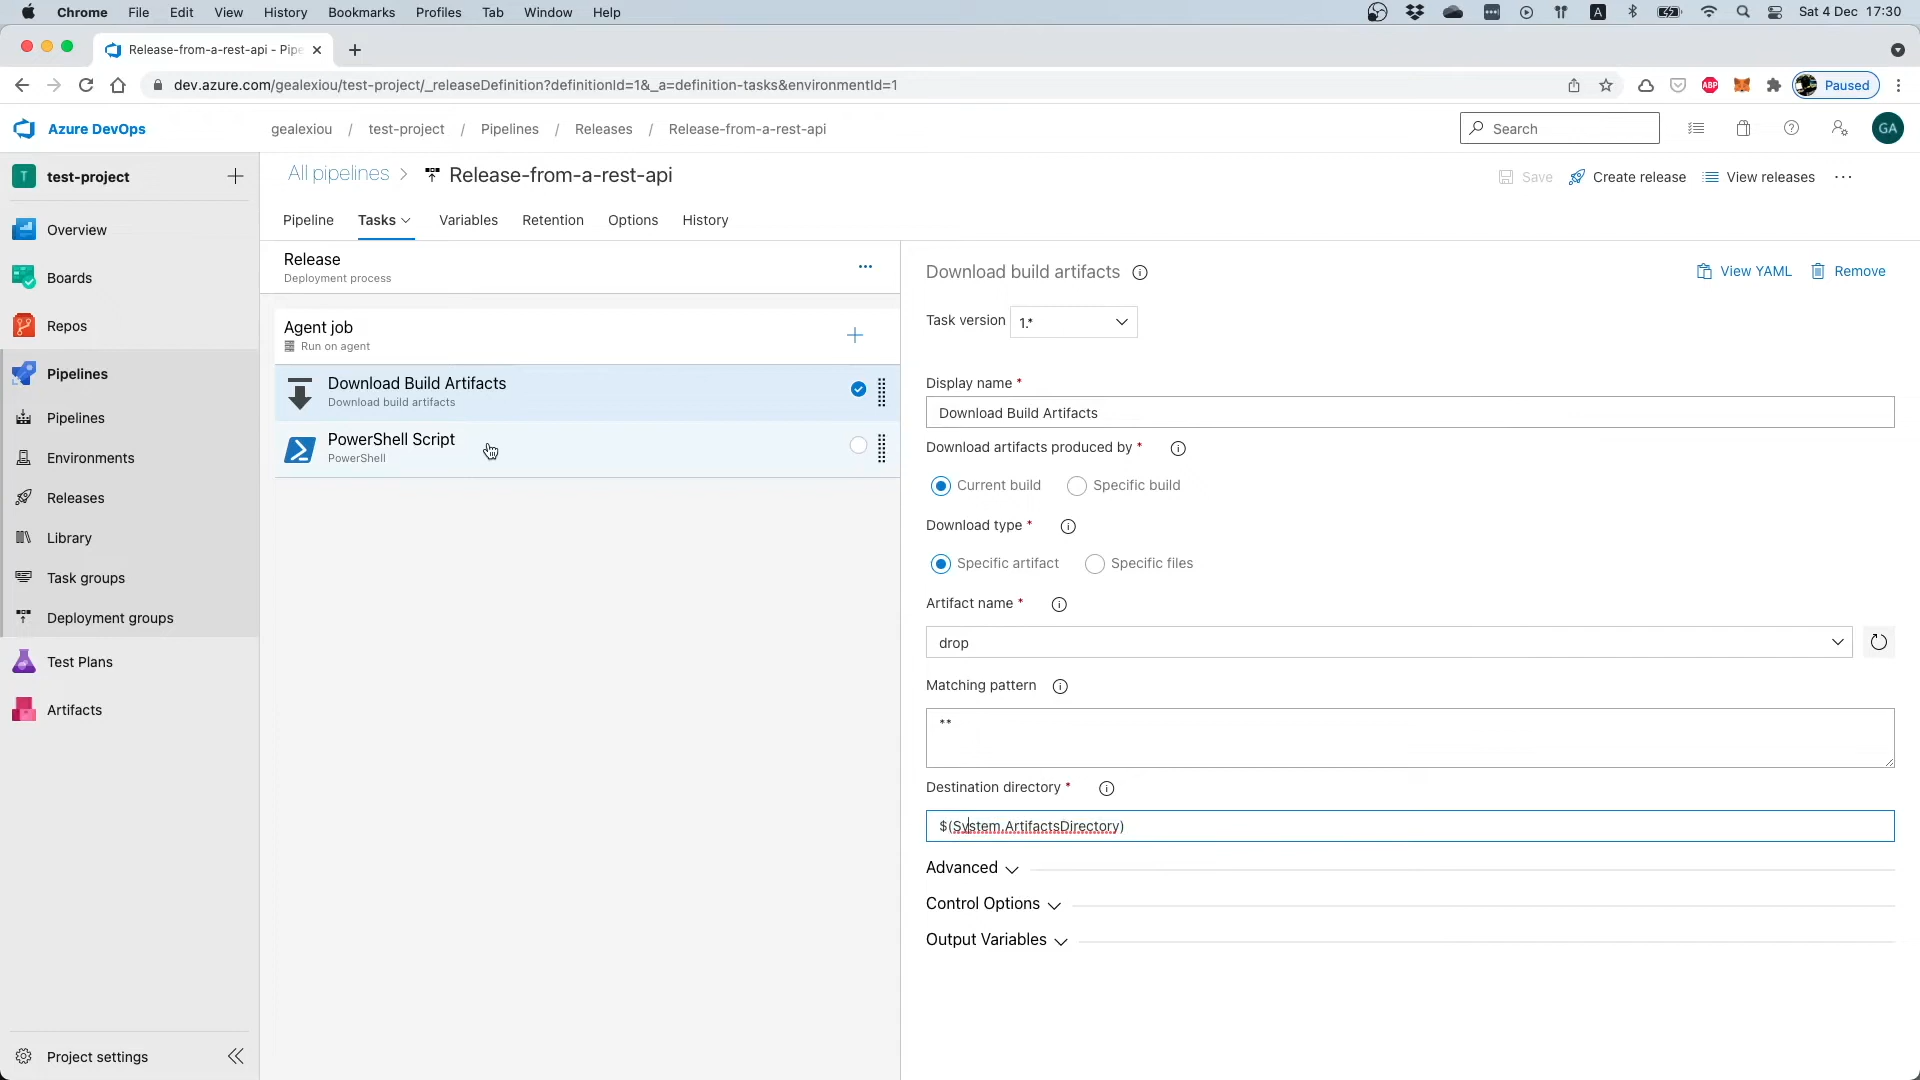 Chrome File Edit View History Bookmarks Profiles Tab Window Help A Sat 4 Dec 17:30
Release-from-a-rest-api - Pipe
dev.azure.com/gealexiou/test-project/_releaseDefinition?definitionId=1&_a=definition-tasks&environmentId=1 ABP Paused
Azure DevOps gealexiou / test-project / Pipelines / Releases / Release-from-a-rest-api Search GA
T test-project
Overview
Boards
Repos
Pipelines
Pipelines
Environments
Releases
Library
Task groups
Deployment groups
Test Plans
Artifacts
Project settings
All pipelines > Release-from-a-rest-api
Save Create release View releases ...
Pipeline Tasks Variables Retention Options History
Release
Deployment process
...
Agent job
Run on agent
Download Build Artifacts
Download build artifacts
PowerShell Script
PowerShell
Download build artifacts
View YAML Remove
Task version 1.*
Display name *
Download Build Artifacts
Download artifacts produced by *
Current build Specific build
Download type *
Specific artifact Specific files
Artifact name *
drop
Matching pattern
**
Destination directory *
$(System.ArtifactsDirectory)
Advanced
Control Options
Output Variables